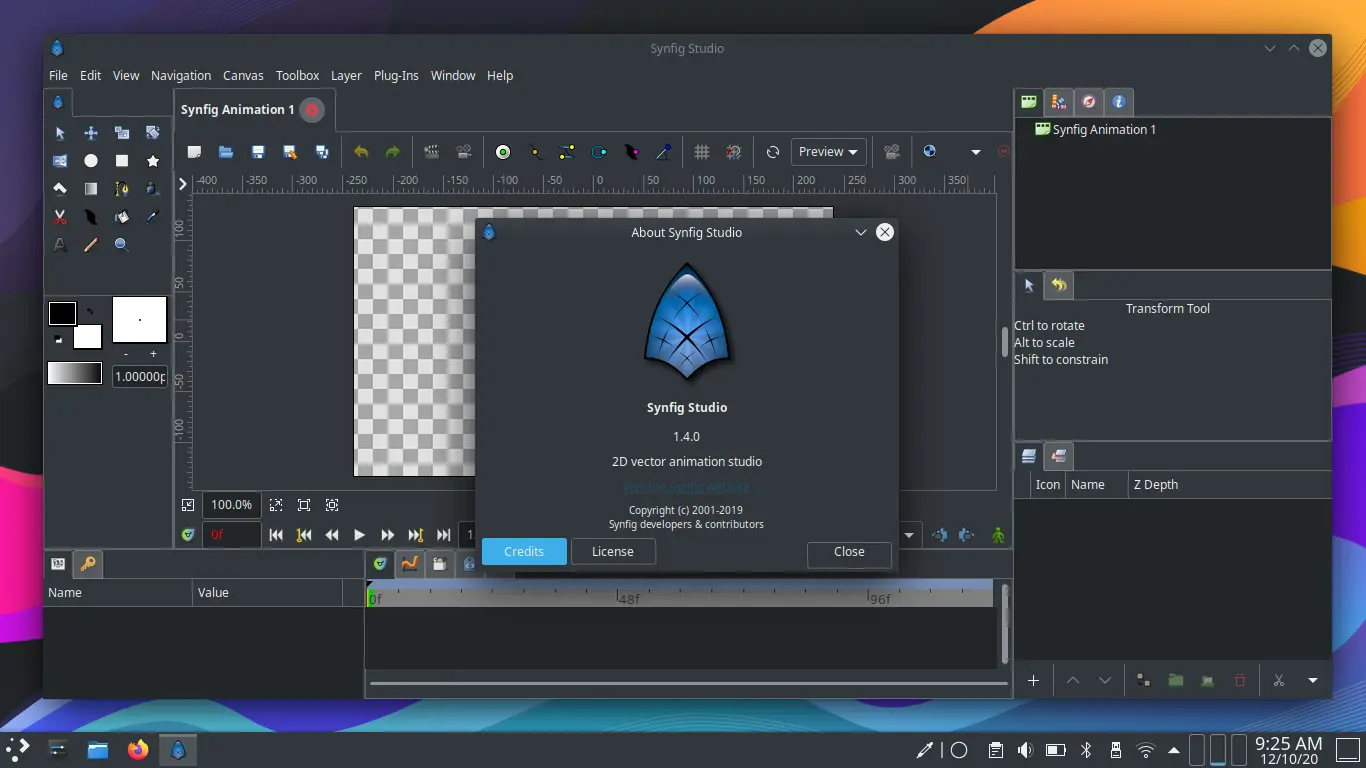 Synfig Studio
File Edit View Navigation Canvas Toolbox Layer Plug-Ins Window Help
Synfig Animation 1
Preview
-400 -350 -300 -250 -200 -150 -100 -50 0 50 100 150 200 250 300 350
100
50
0
-50
-100
- +
1.00000p
About Synfig Studio
Synfig Studio
1.4.0
2D vector animation studio
Visit the Synfig website
Copyright (c) 2001-2019
Synfig developers & contributors
Credits License Close
100.0%
0f
1.
Name Value
0f 48f 96f
Synfig Animation 1
Transform Tool
Ctrl to rotate
Alt to scale
Shift to constrain
Icon Name Z Depth
9:25 AM
12/10/20